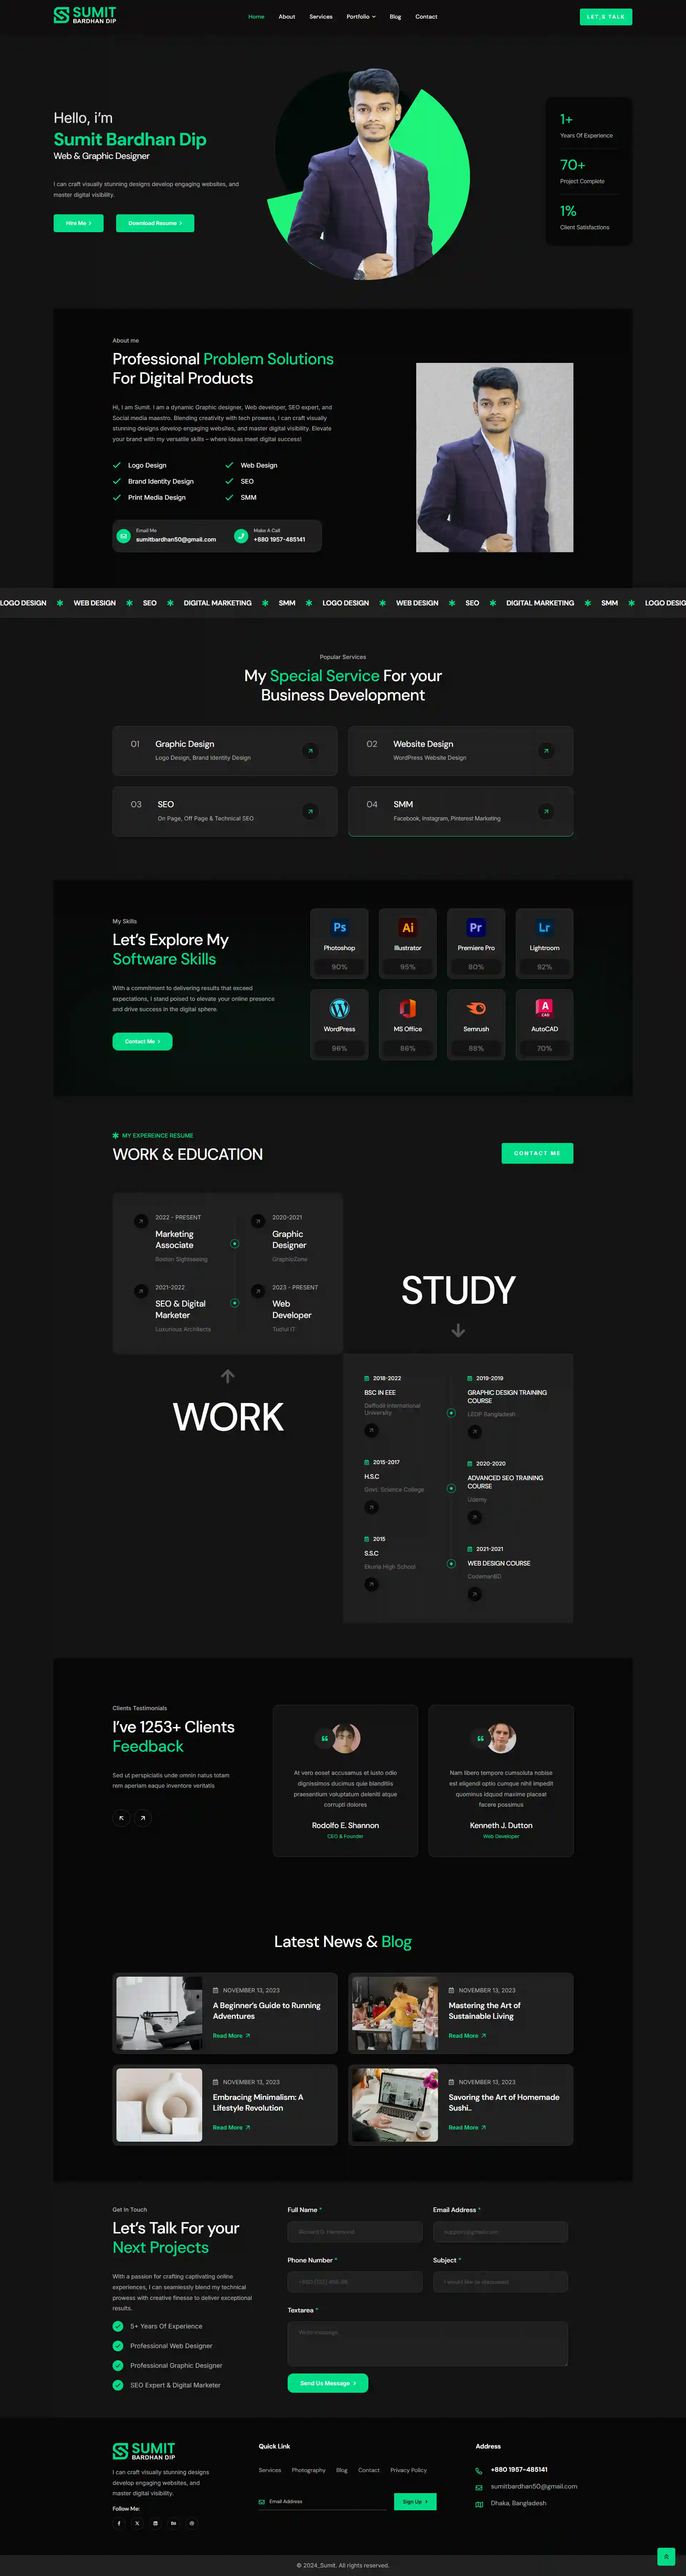 SUMIT
BARDHAN DIP
Home
About
Services
Portfolio
Blog
Contact
LET,S TALK
Hello, i'm
Sumit Bardhan Dip
Web & Graphic Designer
I can craft visually stunning designs develop engaging websites, and
master digital visibility.
Hire Me
Download Resume
1+
Years Of Experience
70+
Project Complete
1%
Client Satisfactions
About me
Professional Problem Solutions
For Digital Products
Hi, I am Sumit. I am a dynamic Graphic designer, Web developer, SEO expert, and
Social media maestro. Blending creativity with tech prowess, I can craft visually
stunning designs develop engaging websites, and master digital visibility. Elevate
your brand with my versatile skills – where ideas meet digital success!
Logo Design
Web Design
Brand Identity Design
SEO
Print Media Design
SMM
Email Me
sumitbardhan50@gmail.com
Make A Call
+880 1957-485141
LOGO DESIGN WEB DESIGN SEO DIGITAL MARKETING SMM LOGO DESIGN WEB DESIGN SEO DIGITAL MARKETING SMM LOGO DESIG
Popular Services
My Special Service For your
Business Development
01
Graphic Design
Logo Design, Brand Identity Design
02
Website Design
WordPress Website Design
03
SEO
On Page, Off Page & Technical SEO
04
SMM
Facebook, Instagram, Pinterest Marketing
My Skills
Let's Explore My
Software Skills
With a commitment to delivering results that exceed
expectations, I stand poised to elevate your online presence
and drive success in the digital sphere.
Contact Me
Ps
Photoshop
90%
Ai
Illustrator
95%
Pr
Premiere Pro
80%
Lr
Lightroom
92%
WordPress
96%
MS Office
86%
Semrush
88%
A
CAD
AutoCAD
70%
MY EXPEREINCE RESUME
WORK & EDUCATION
CONTACT ME
2022 - PRESENT
Marketing
Associate
Boston Sightseeing
2020-2021
Graphic
Designer
GraphicZone
2021-2022
SEO & Digital
Marketer
Luxurious Architects
2023 - PRESENT
Web
Developer
WORK
STUDY
2018-2022
BSC IN EEE
Daffodil International
University
2019-2019
GRAPHIC DESIGN TRAINING
COURSE
LEDP Bangladesh
2015-2017
H.S.C
Govt. Science College
2020-2020
ADVANCED SEO TRAINING
COURSE
Udemy
2015
S.S.C
2021-2021
WEB DESIGN COURSE
CodemanBD
Clients Testimonials
I've 1253+ Clients
Feedback
Sed ut perspiciatis unde omnin natus totam
rem aperiam eaque inventore veritatis
At vero eoset accusamus et iusto odio
dignissimos ducimus quie blanditiis
praesentium voluptatum deleniti atque
corrupti dolores
Rodolfo E. Shannon
CEO & Founder
Nam libero tempore cumsoluta nobise
est eligendi optio cumque nihil impedit
quominus idquod maxime placeat
facere possimus
Kenneth J. Dutton
Web Developer
Latest News & Blog
NOVEMBER 13, 2023
A Beginner's Guide to Running
Adventures
Read More
NOVEMBER 13, 2023
Mastering the Art of
Sustainable Living
Read More
NOVEMBER 13, 2023
Embracing Minimalism: A
Lifestyle Revolution
Read More
NOVEMBER 13, 2023
Savoring the Art of Homemade
Sushi..
Read More
Get In Touch
Let's Talk For your
Next Projects
With a passion for crafting captivating online
experiences, I can seamlessly blend my technical
prowess with creative finesse to deliver exceptional
results.
5+ Years Of Experience
Professional Web Designer
Professional Graphic Designer
SEO Expert & Digital Marketer
Full Name *
Email Address *
support@gmail.com
Phone Number *
Subject *
Textarea *
Write message
Send Us Message
SUMIT
BARDHAN DIP
I can craft visually stunning designs
develop engaging websites, and
master digital visibility.
Follow Me:
Quick Link
Services
Photography
Blog
Contact
Privacy Policy
Email Address
Sign Up
Address
+880 1957-485141
sumitbardhan50@gmail.com
Dhaka, Bangladesh
© 2024_Sumit. All rights reserved.